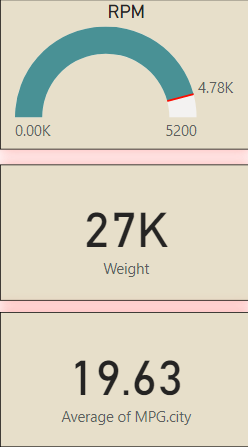 RPM
4.78K
0.00K 5200
27K
Weight
19.63
Average of MPG.city